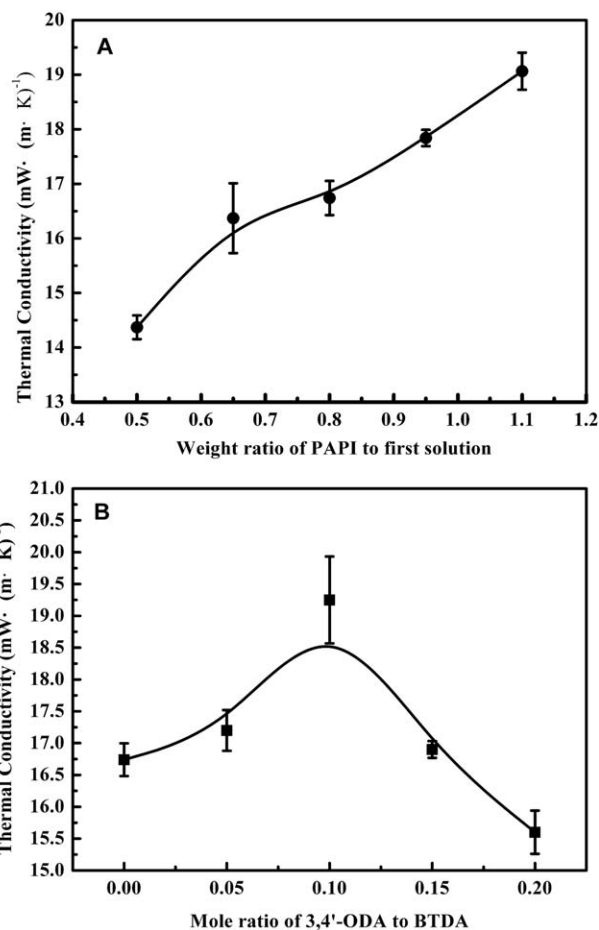 A
20
19
18
17
16
15
14
13
Thermal Conductivity (mW· (m· K)⁻¹)
0.4 0.5 0.6 0.7 0.8 0.9 1.0 1.1 1.2
Weight ratio of PAPI to first solution
B
21.0
20.5
20.0
19.5
19.0
18.5
18.0
17.5
17.0
16.5
16.0
15.5
15.0
Thermal Conductivity (mW· (m· K)⁻¹)
0.00 0.05 0.10 0.15 0.20
Mole ratio of 3,4'-ODA to BTDA